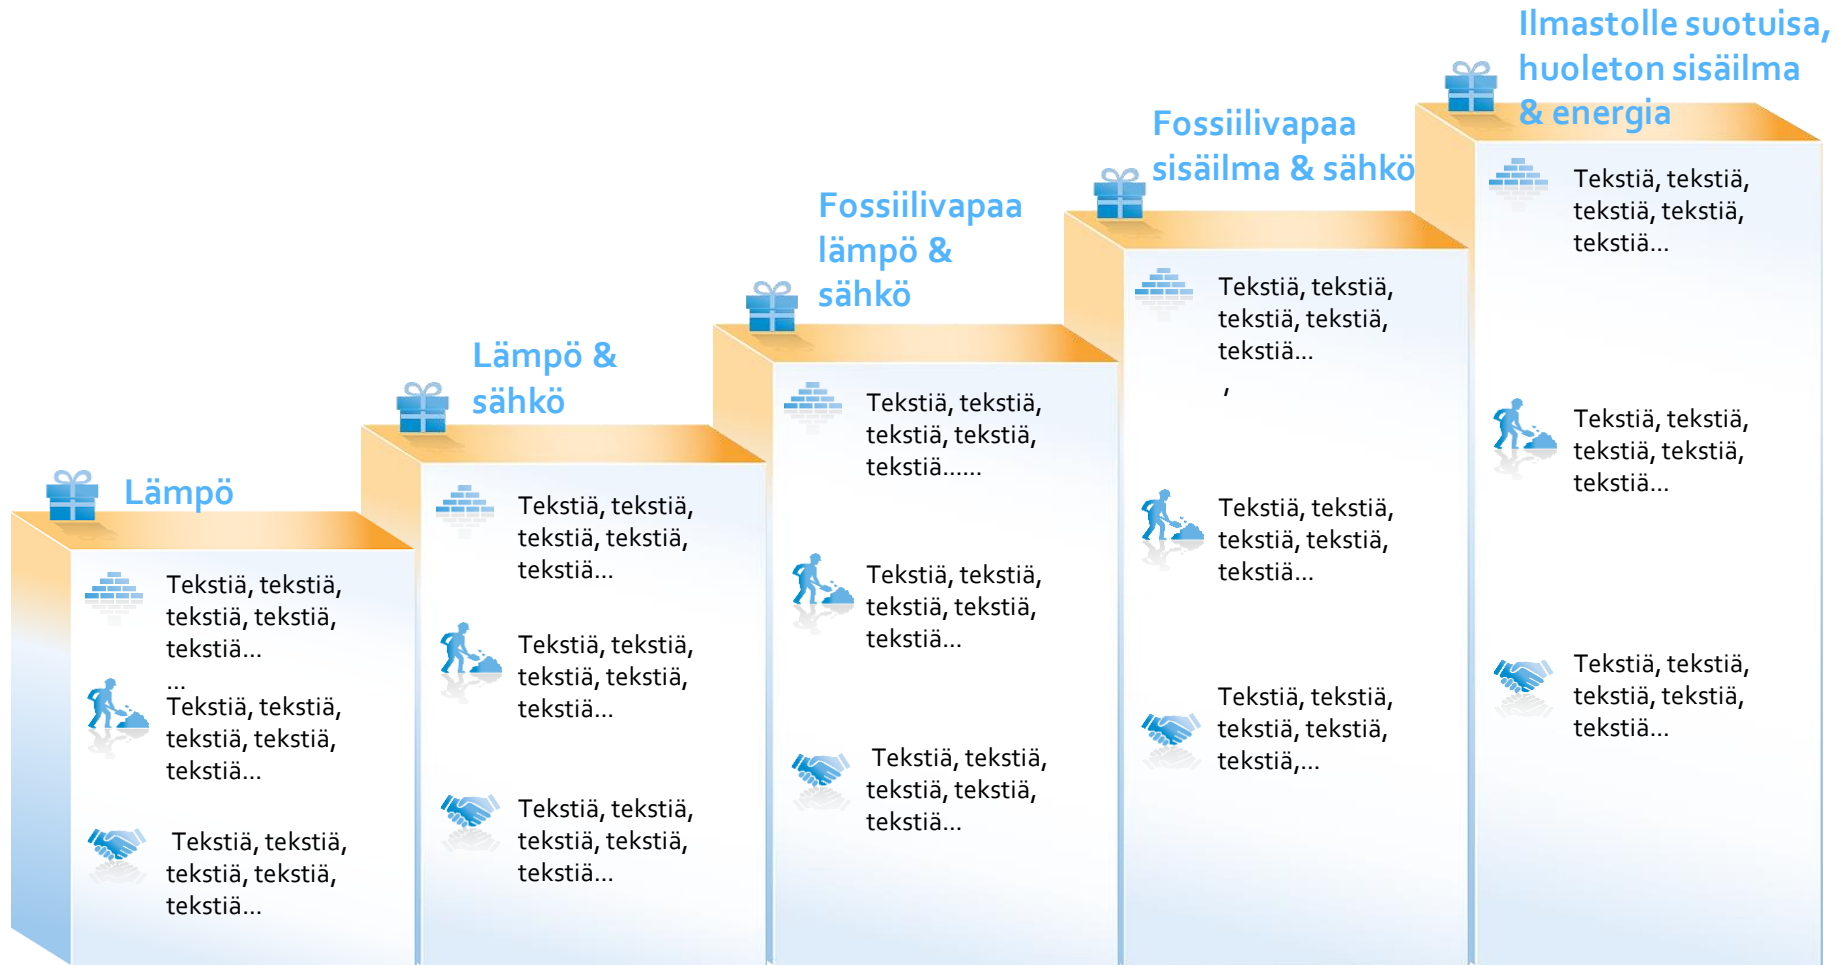 Lämpö
Tekstiä, tekstiä,
tekstiä, tekstiä,
tekstiä...
...
Tekstiä, tekstiä,
tekstiä, tekstiä,
tekstiä...
Tekstiä, tekstiä,
tekstiä, tekstiä,
tekstiä...
Lämpö &
sähkö
Tekstiä, tekstiä,
tekstiä, tekstiä,
tekstiä...
Tekstiä, tekstiä,
tekstiä, tekstiä,
tekstiä...
Tekstiä, tekstiä,
tekstiä, tekstiä,
tekstiä...
Fossiilivapaa
lämpö &
sähkö
Tekstiä, tekstiä,
tekstiä, tekstiä,
tekstiä......
Tekstiä, tekstiä,
tekstiä, tekstiä,
tekstiä...
Tekstiä, tekstiä,
tekstiä, tekstiä,
tekstiä...
Fossiilivapaa
sisäilma & sähkö
Tekstiä, tekstiä,
tekstiä, tekstiä,
tekstiä...
,
Tekstiä, tekstiä,
tekstiä, tekstiä,
tekstiä...
Tekstiä, tekstiä,
tekstiä, tekstiä,
tekstiä,...
Ilmastolle suotuisa,
huoleton sisäilma
& energia
Tekstiä, tekstiä,
tekstiä, tekstiä,
tekstiä...
Tekstiä, tekstiä,
tekstiä, tekstiä,
tekstiä...
Tekstiä, tekstiä,
tekstiä, tekstiä,
tekstiä...